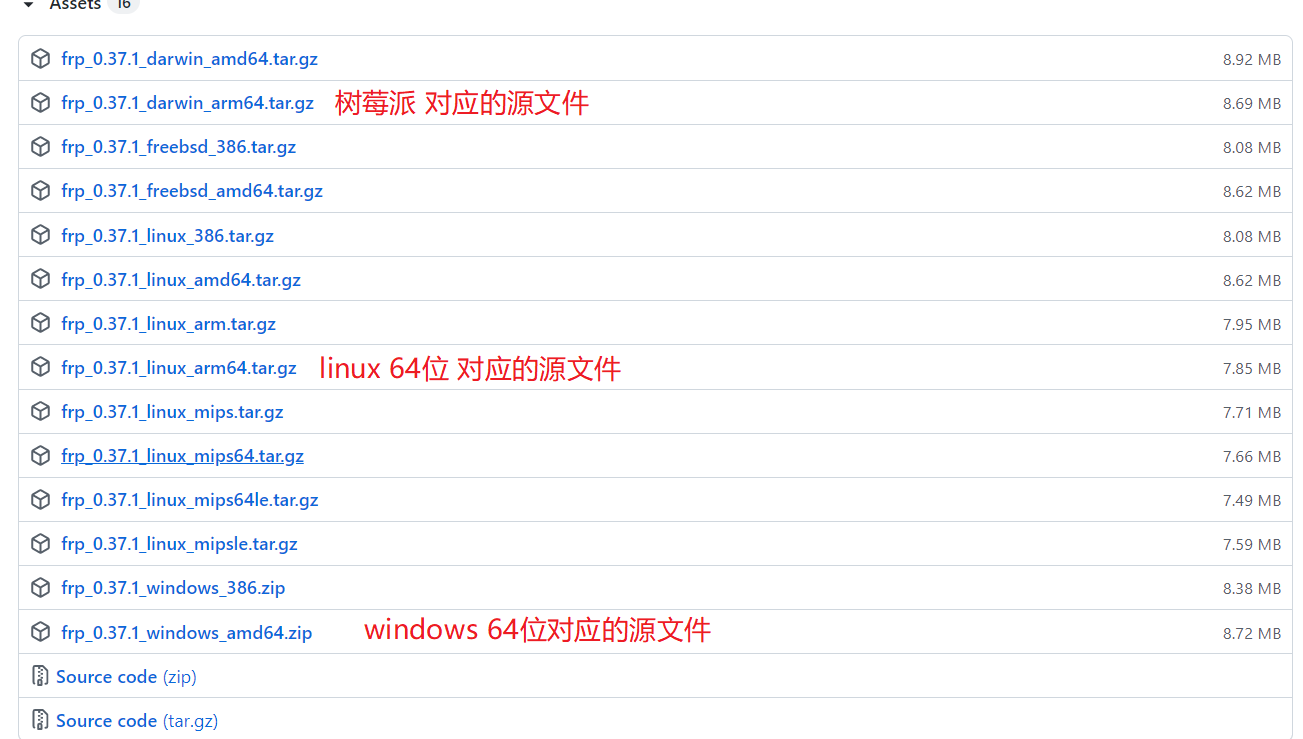 Assets 16
frp_0.37.1_darwin_amd64.tar.gz 8.92 MB
frp_0.37.1_darwin_arm64.tar.gz 树莓派 对应的源文件 8.69 MB
frp_0.37.1_freebsd_386.tar.gz 8.08 MB
frp_0.37.1_freebsd_amd64.tar.gz 8.62 MB
frp_0.37.1_linux_386.tar.gz 8.08 MB
frp_0.37.1_linux_amd64.tar.gz 8.62 MB
frp_0.37.1_linux_arm.tar.gz 7.95 MB
frp_0.37.1_linux_arm64.tar.gz linux 64位 对应的源文件 7.85 MB
frp_0.37.1_linux_mips.tar.gz 7.71 MB
frp_0.37.1_linux_mips64.tar.gz 7.66 MB
frp_0.37.1_linux_mips64le.tar.gz 7.49 MB
frp_0.37.1_linux_mipsle.tar.gz 7.59 MB
frp_0.37.1_windows_386.zip 8.38 MB
frp_0.37.1_windows_amd64.zip windows 64位对应的源文件 8.72 MB
Source code (zip)
Source code (tar.gz)